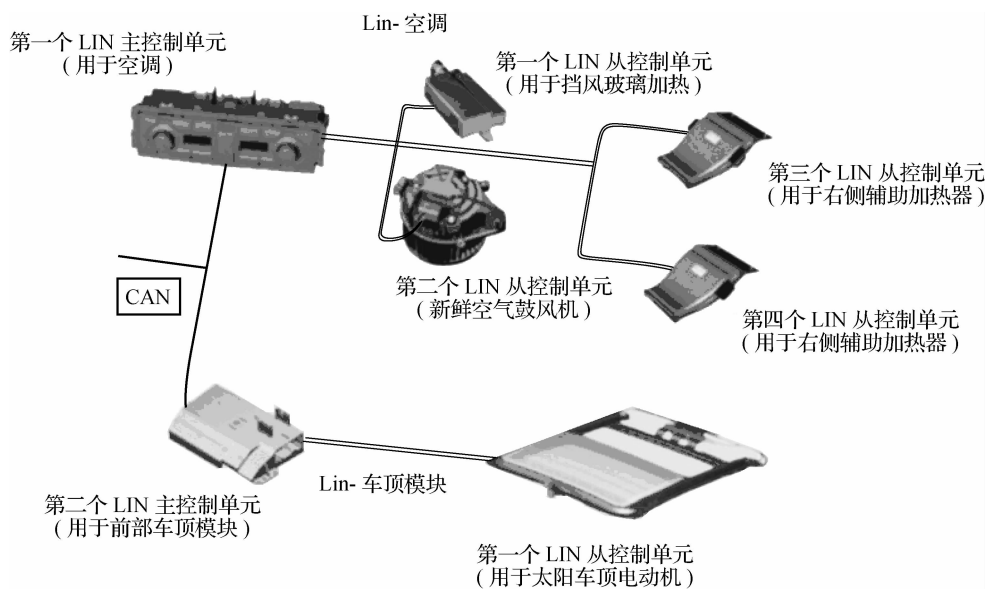 Lin- 空调
第一个 LIN 主控制单元
( 用于空调 )
第一个 LIN 从控制单元
( 用于挡风玻璃加热 )
第三个 LIN 从控制单元
( 用于右侧辅助加热器 )
第二个 LIN 从控制单元
( 新鲜空气鼓风机 )
CAN
第四个 LIN 从控制单元
( 用于右侧辅助加热器 )
Lin- 车顶模块
第二个 LIN 主控制单元
( 用于前部车顶模块 )
第一个 LIN 从控制单元
( 用于太阳车顶电动机 )